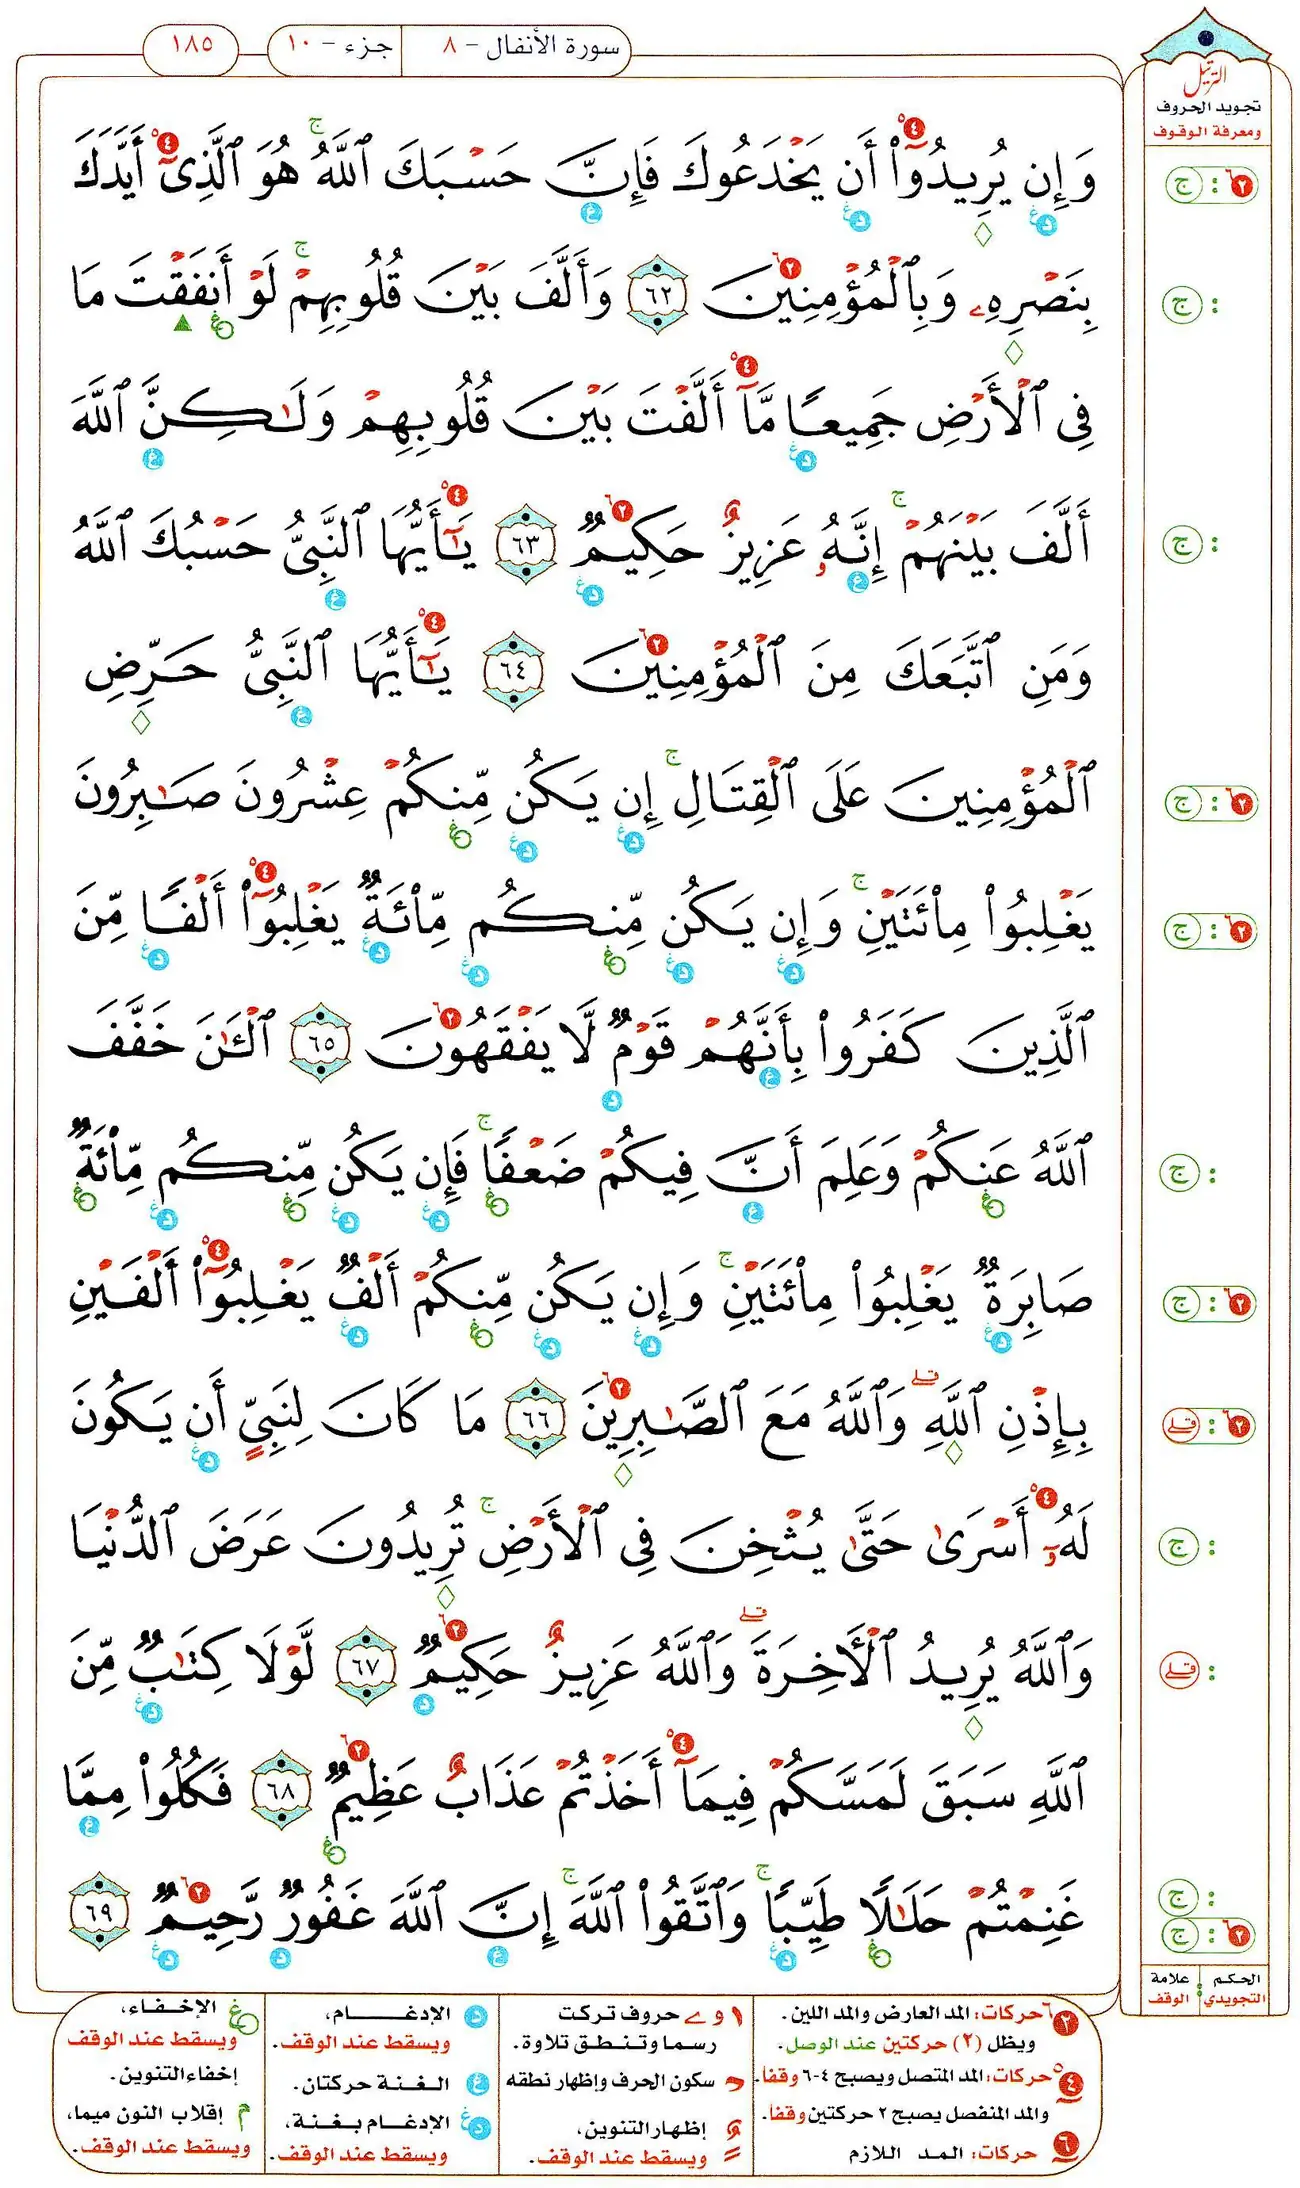 سورة الأنفال - ٨
جزء - ١٠
١٨٥
الترتيل
تجويد الحروف
ومعرفة الوقوف
وَإِن يُرِيدُوٓا۟ أَن يَخْدَعُوكَ فَإِنَّ حَسْبَكَ ٱللَّهُ ۚ هُوَ ٱلَّذِىٓ أَيَّدَكَ
بِنَصْرِهِۦ وَبِٱلْمُؤْمِنِينَ ٦٢ وَأَلَّفَ بَيْنَ قُلُوبِهِمْ ۚ لَوْ أَنفَقْتَ مَا
فِى ٱلْأَرْضِ جَمِيعًا مَّآ أَلَّفْتَ بَيْنَ قُلُوبِهِمْ وَلَـٰكِنَّ ٱللَّهَ
أَلَّفَ بَيْنَهُمْ ۚ إِنَّهُۥ عَزِيزٌ حَكِيمٌ ٦٣ يَـٰٓأَيُّهَا ٱلنَّبِىُّ حَسْبُكَ ٱللَّهُ
وَمَنِ ٱتَّبَعَكَ مِنَ ٱلْمُؤْمِنِينَ ٦٤ يَـٰٓأَيُّهَا ٱلنَّبِىُّ حَرِّضِ
ٱلْمُؤْمِنِينَ عَلَى ٱلْقِتَالِ ۚ إِن يَكُن مِّنكُمْ عِشْرُونَ صَـٰبِرُونَ
يَغْلِبُوا۟ مِا۟ئَتَيْنِ ۚ وَإِن يَكُن مِّنكُم مِّا۟ئَةٌ يَغْلِبُوٓا۟ أَلْفًا مِّنَ
ٱلَّذِينَ كَفَرُوا۟ بِأَنَّهُمْ قَوْمٌ لَّا يَفْقَهُونَ ٦٥ ٱلْـَٔـٰنَ خَفَّفَ
ٱللَّهُ عَنكُمْ وَعَلِمَ أَنَّ فِيكُمْ ضَعْفًا ۚ فَإِن يَكُن مِّنكُم مِّا۟ئَةٌ
صَابِرَةٌ يَغْلِبُوا۟ مِا۟ئَتَيْنِ ۚ وَإِن يَكُن مِّنكُمْ أَلْفٌ يَغْلِبُوٓا۟ أَلْفَيْنِ
بِإِذْنِ ٱللَّهِ ۗ وَٱللَّهُ مَعَ ٱلصَّـٰبِرِينَ ٦٦ مَا كَانَ لِنَبِىٍّ أَن يَكُونَ
لَهُۥٓ أَسْرَىٰ حَتَّىٰ يُثْخِنَ فِى ٱلْأَرْضِ ۚ تُرِيدُونَ عَرَضَ ٱلدُّنْيَا
وَٱللَّهُ يُرِيدُ ٱلْـَٔاخِرَةَ ۗ وَٱللَّهُ عَزِيزٌ حَكِيمٌ ٦٧ لَّوْلَا كِتَـٰبٌ مِّنَ
ٱللَّهِ سَبَقَ لَمَسَّكُمْ فِيمَآ أَخَذْتُمْ عَذَابٌ عَظِيمٌ ٦٨ فَكُلُوا۟ مِمَّا
غَنِمْتُمْ حَلَـٰلًا طَيِّبًا ۚ وَٱتَّقُوا۟ ٱللَّهَ ۚ إِنَّ ٱللَّهَ غَفُورٌ رَّحِيمٌ ٦٩
الحكم التجويدي : علامة الوقف
٢ ٦ حركات: المد العارض والمد اللين.
ويظل (٢) حركتين عند الوصل.
٤ ٥ حركات: المد المتصل ويصبح ٤-٦ وقفاً.
والمد المنفصل يصبح ٢ حركتين وقفاً.
٦ حركات: المد اللازم
ا و ے حروف تركت
رسما وتنطق تلاوة.
سكون الحرف وإظهار نطقه
إظهار التنوين،
ويسقط عند الوقف.
د الإدغام،
ويسقط عند الوقف.
غ الغنة حركتان.
دغ الإدغام بغنة،
ويسقط عند الوقف.
الإخفاء،
ويسقط عند الوقف
إخفاء التنوين.
م إقلاب النون ميما،
ويسقط عند الوقف.